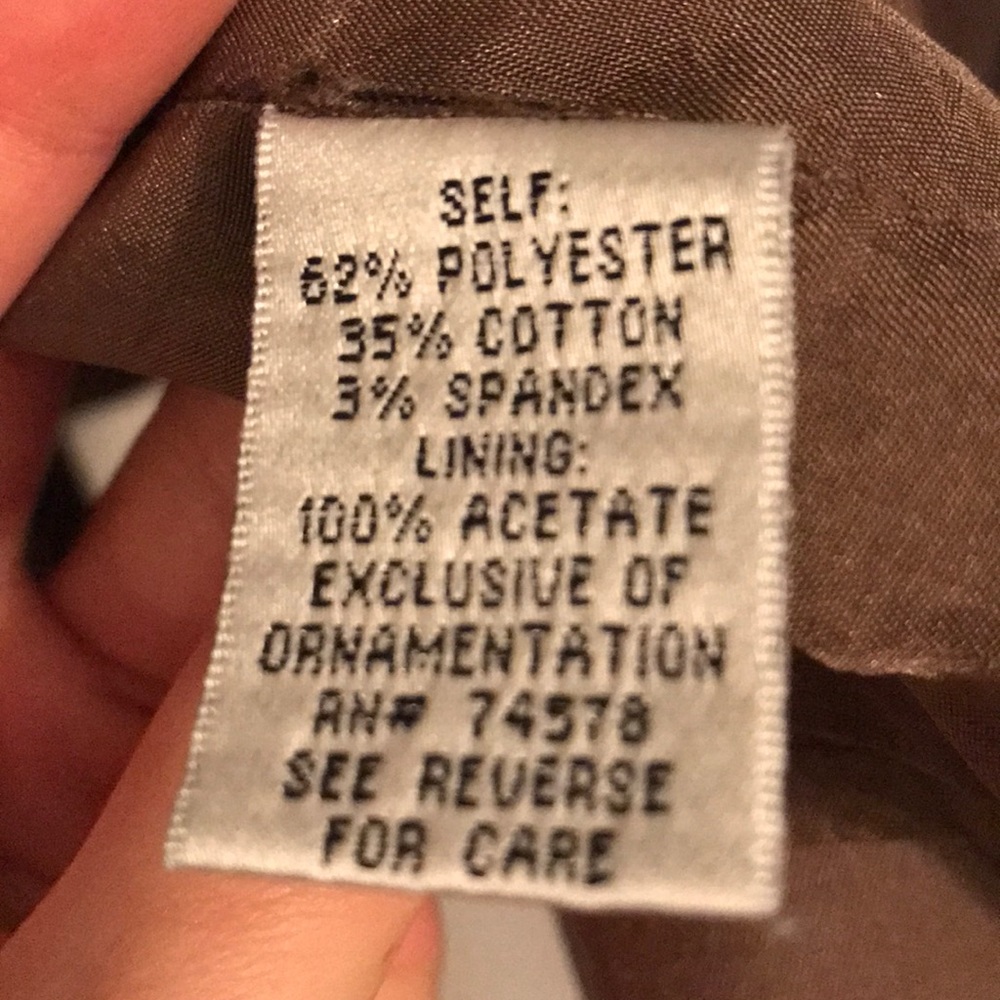 SELF:
62% POLYESTER
35% COTTON
3% SPANDEX
LINING:
100% ACETATE
EXCLUSIVE OF
ORNAMENTATION
RN# 74578
SEE REVERSE
FOR CARE